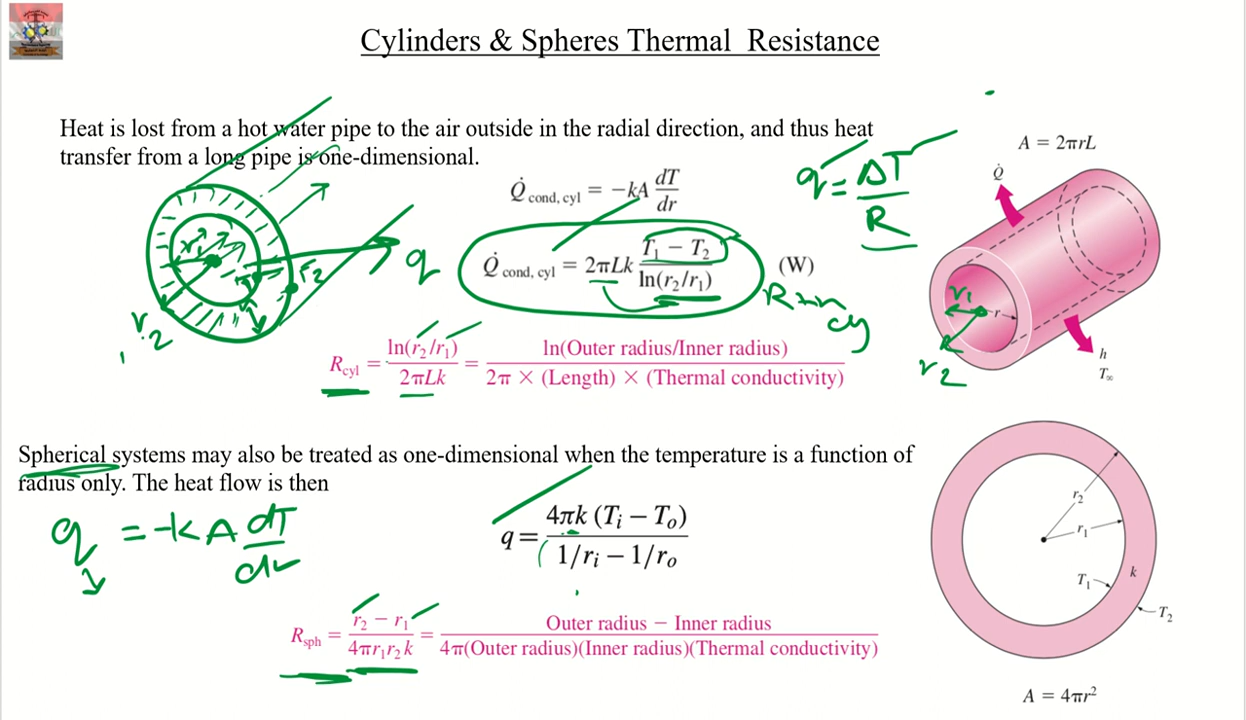 Cylinders & Spheres Thermal Resistance
Heat is lost from a hot water pipe to the air outside in the radial direction, and thus heat
transfer from a long pipe is one-dimensional.
A = 2πrL
Q̇
Q̇ cond, cyl = −kA dT/dr
q = ΔT/R
Q̇ cond, cyl = 2πLk (T₁ − T₂)/ln(r₂/r₁) (W)
q
r₁
r₂
r₂
cy
r₁
r
r₂
h
T∞
Rcyl = ln(r₂/r₁)/2πLk = ln(Outer radius/Inner radius)/2π × (Length) × (Thermal conductivity)
Spherical systems may also be treated as one-dimensional when the temperature is a function of
radius only. The heat flow is then
q = -kA dT/dr
q = 4πk (Tᵢ − Tₒ)/1/rᵢ − 1/rₒ
r₂
r₁
T₁
k
T₂
Rsph = r₂ − r₁/4πr₁r₂k = Outer radius − Inner radius/4π(Outer radius)(Inner radius)(Thermal conductivity)
A = 4πr²